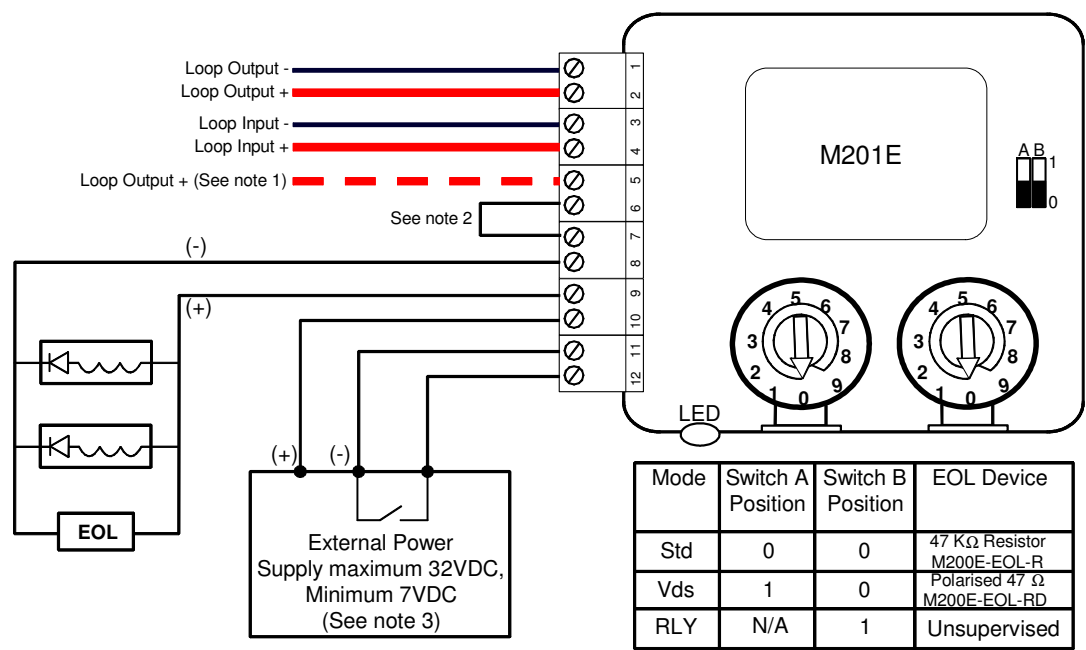 Loop Output -
Loop Output +
Loop Input -
Loop Input +
Loop Output + (See note 1)
See note 2
(-)
(+)
1
2
3
4
5
6
7
8
9
10
11
12
M201E
A B
1
0
0 1 2 3 4 5 6 7 8 9
0 1 2 3 4 5 6 7 8 9
LED
EOL
(+) (-)
External Power
Supply maximum 32VDC,
Minimum 7VDC
(See note 3)
Mode Switch A Position Switch B Position EOL Device
Std 0 0 47 KΩ Resistor M200E-EOL-R
Vds 1 0 Polarised 47 Ω M200E-EOL-RD
RLY N/A 1 Unsupervised